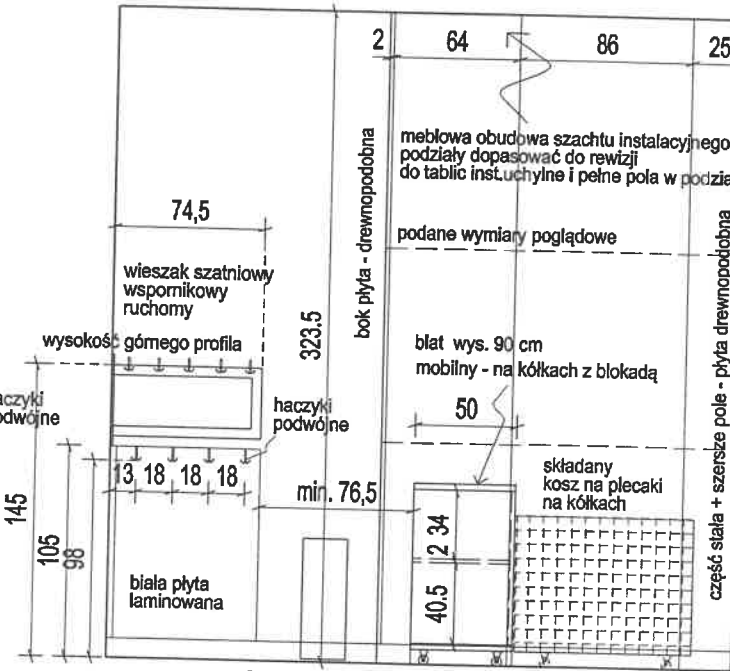 2 64 86 25
meblowa obudowa szachtu instalacyjnego
podziały dopasować do rewizji
do tablic inst.uchylne i pełne pola w podzia
bok płyta - drewnopodobna
74,5
podane wymiary poglądowe
wieszak szatniowy
wspornikowy
ruchomy
323.5
wysokość górnego profila
blat wys. 90 cm
mobilny - na kółkach z blokadą
aczyki
odwójne
haczyki
podwójne
50
13 18 18 18
min. 76,5
składany
kosz na plecaki
na kółkach
145
105
98
2 34
40.5
biala płyta
laminowana
część stała + szersze pole - płyta drewnopodobna